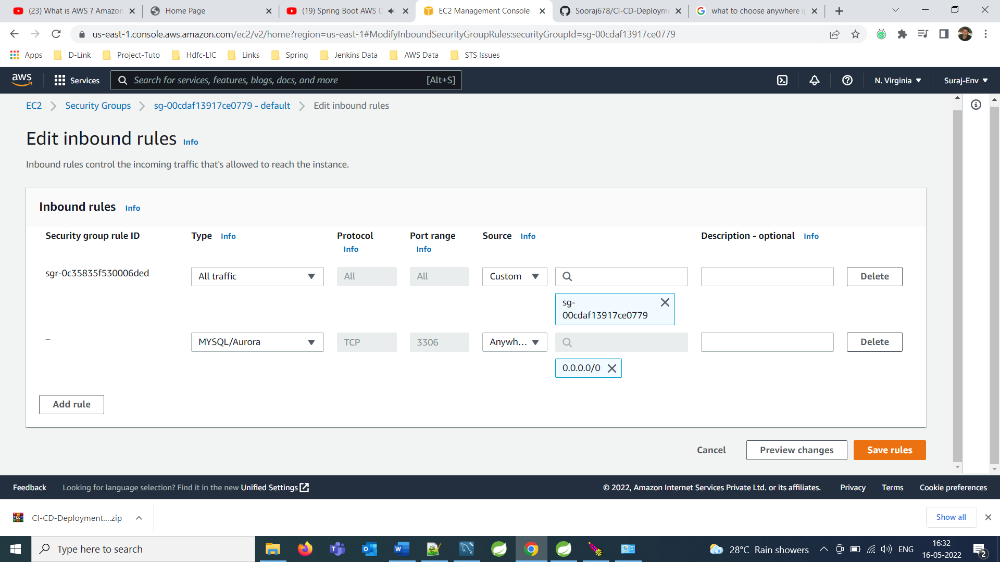 (23) What is AWS ? Amazon
Home Page
(19) Spring Boot AWS D
EC2 Management Console
Sooraj678/CI-CD-Deployme
what to choose anywhere ip
us-east-1.console.aws.amazon.com/ec2/v2/home?region=us-east-1#ModifyInboundSecurityGroupRules:securityGroupId=sg-00cdaf13917ce0779
Apps
D-Link
Project-Tuto
Hdfc-LIC
Links
Spring
Jenkins Data
AWS Data
STS Issues
aws
Services
Search for services, features, blogs, docs, and more
[Alt+S]
N. Virginia
Suraj-Env
EC2
Security Groups
sg-00cdaf13917ce0779 - default
Edit inbound rules
Edit inbound rules Info
Inbound rules control the incoming traffic that's allowed to reach the instance.
Inbound rules Info
Security group rule ID
Type Info
Protocol
Info
Port range
Info
Source Info
Description - optional Info
sgr-0c35835f530006ded
All traffic
All
All
Custom
Delete
sg-
00cdaf13917ce0779
–
MYSQL/Aurora
TCP
3306
Anywh...
Delete
0.0.0.0/0
Add rule
Cancel
Preview changes
Save rules
Feedback
Looking for language selection? Find it in the new Unified Settings
© 2022, Amazon Internet Services Private Ltd. or its affiliates.
Privacy
Terms
Cookie preferences
CI-CD-Deployment....zip
Show all
Type here to search
28°C Rain showers
ENG
16:32
16-05-2022
2